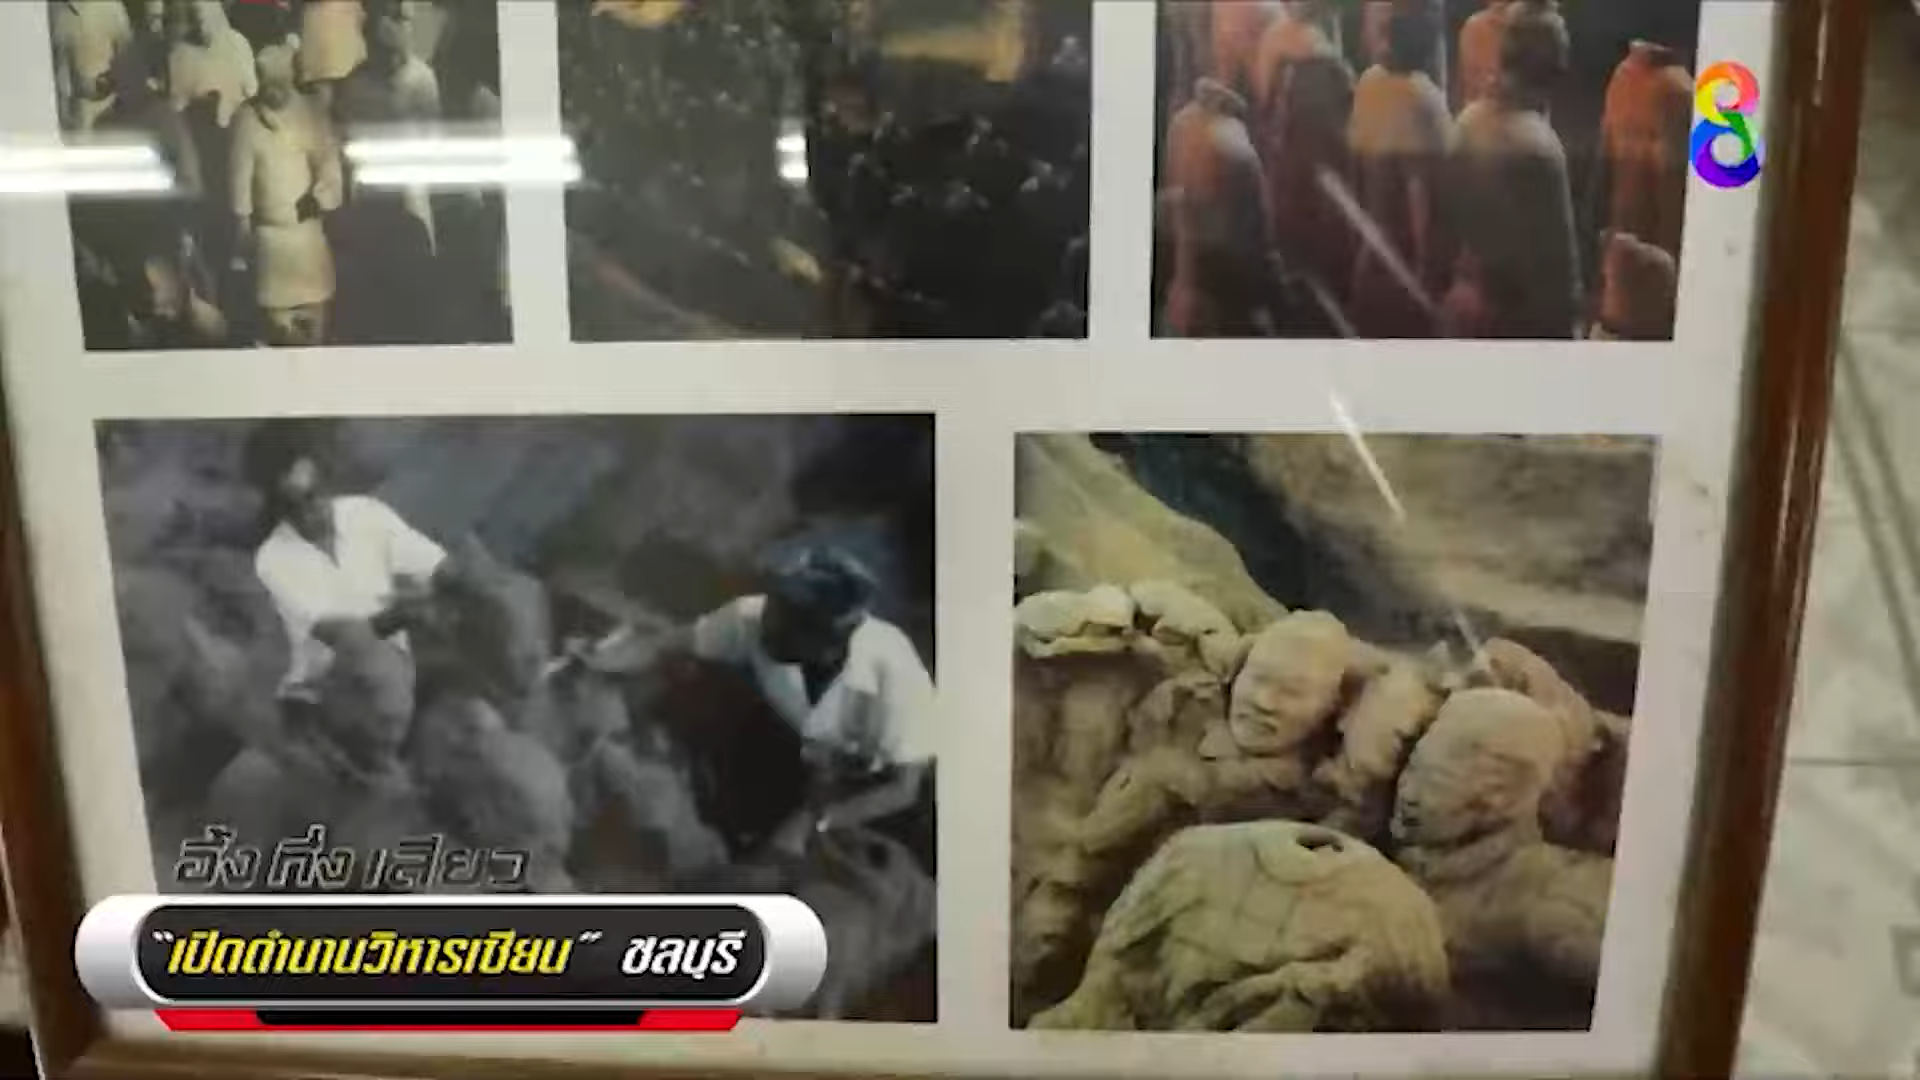 8
อึ้ง กึ่ง เสียว
"เปิดตำนานวิหารเซียน" ชลบุรี